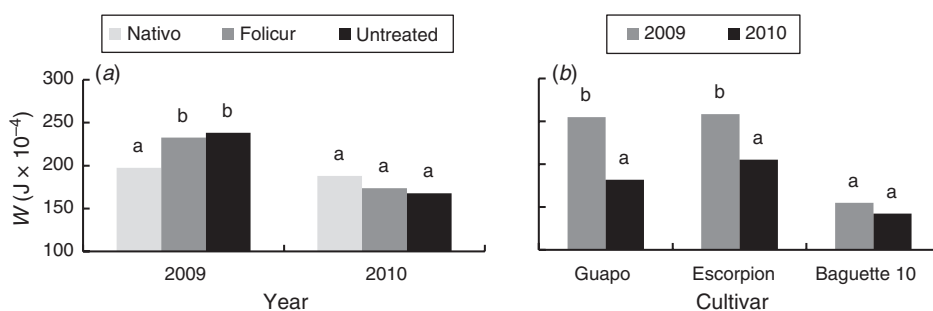 Nativo Folicur Untreated
2009 2010
(a)
W (J × 10⁻⁴)
300
250
200
150
100
a b b
a a a
2009 2010
Year
(b)
b a b a a a
Guapo Escorpion Baguette 10
Cultivar